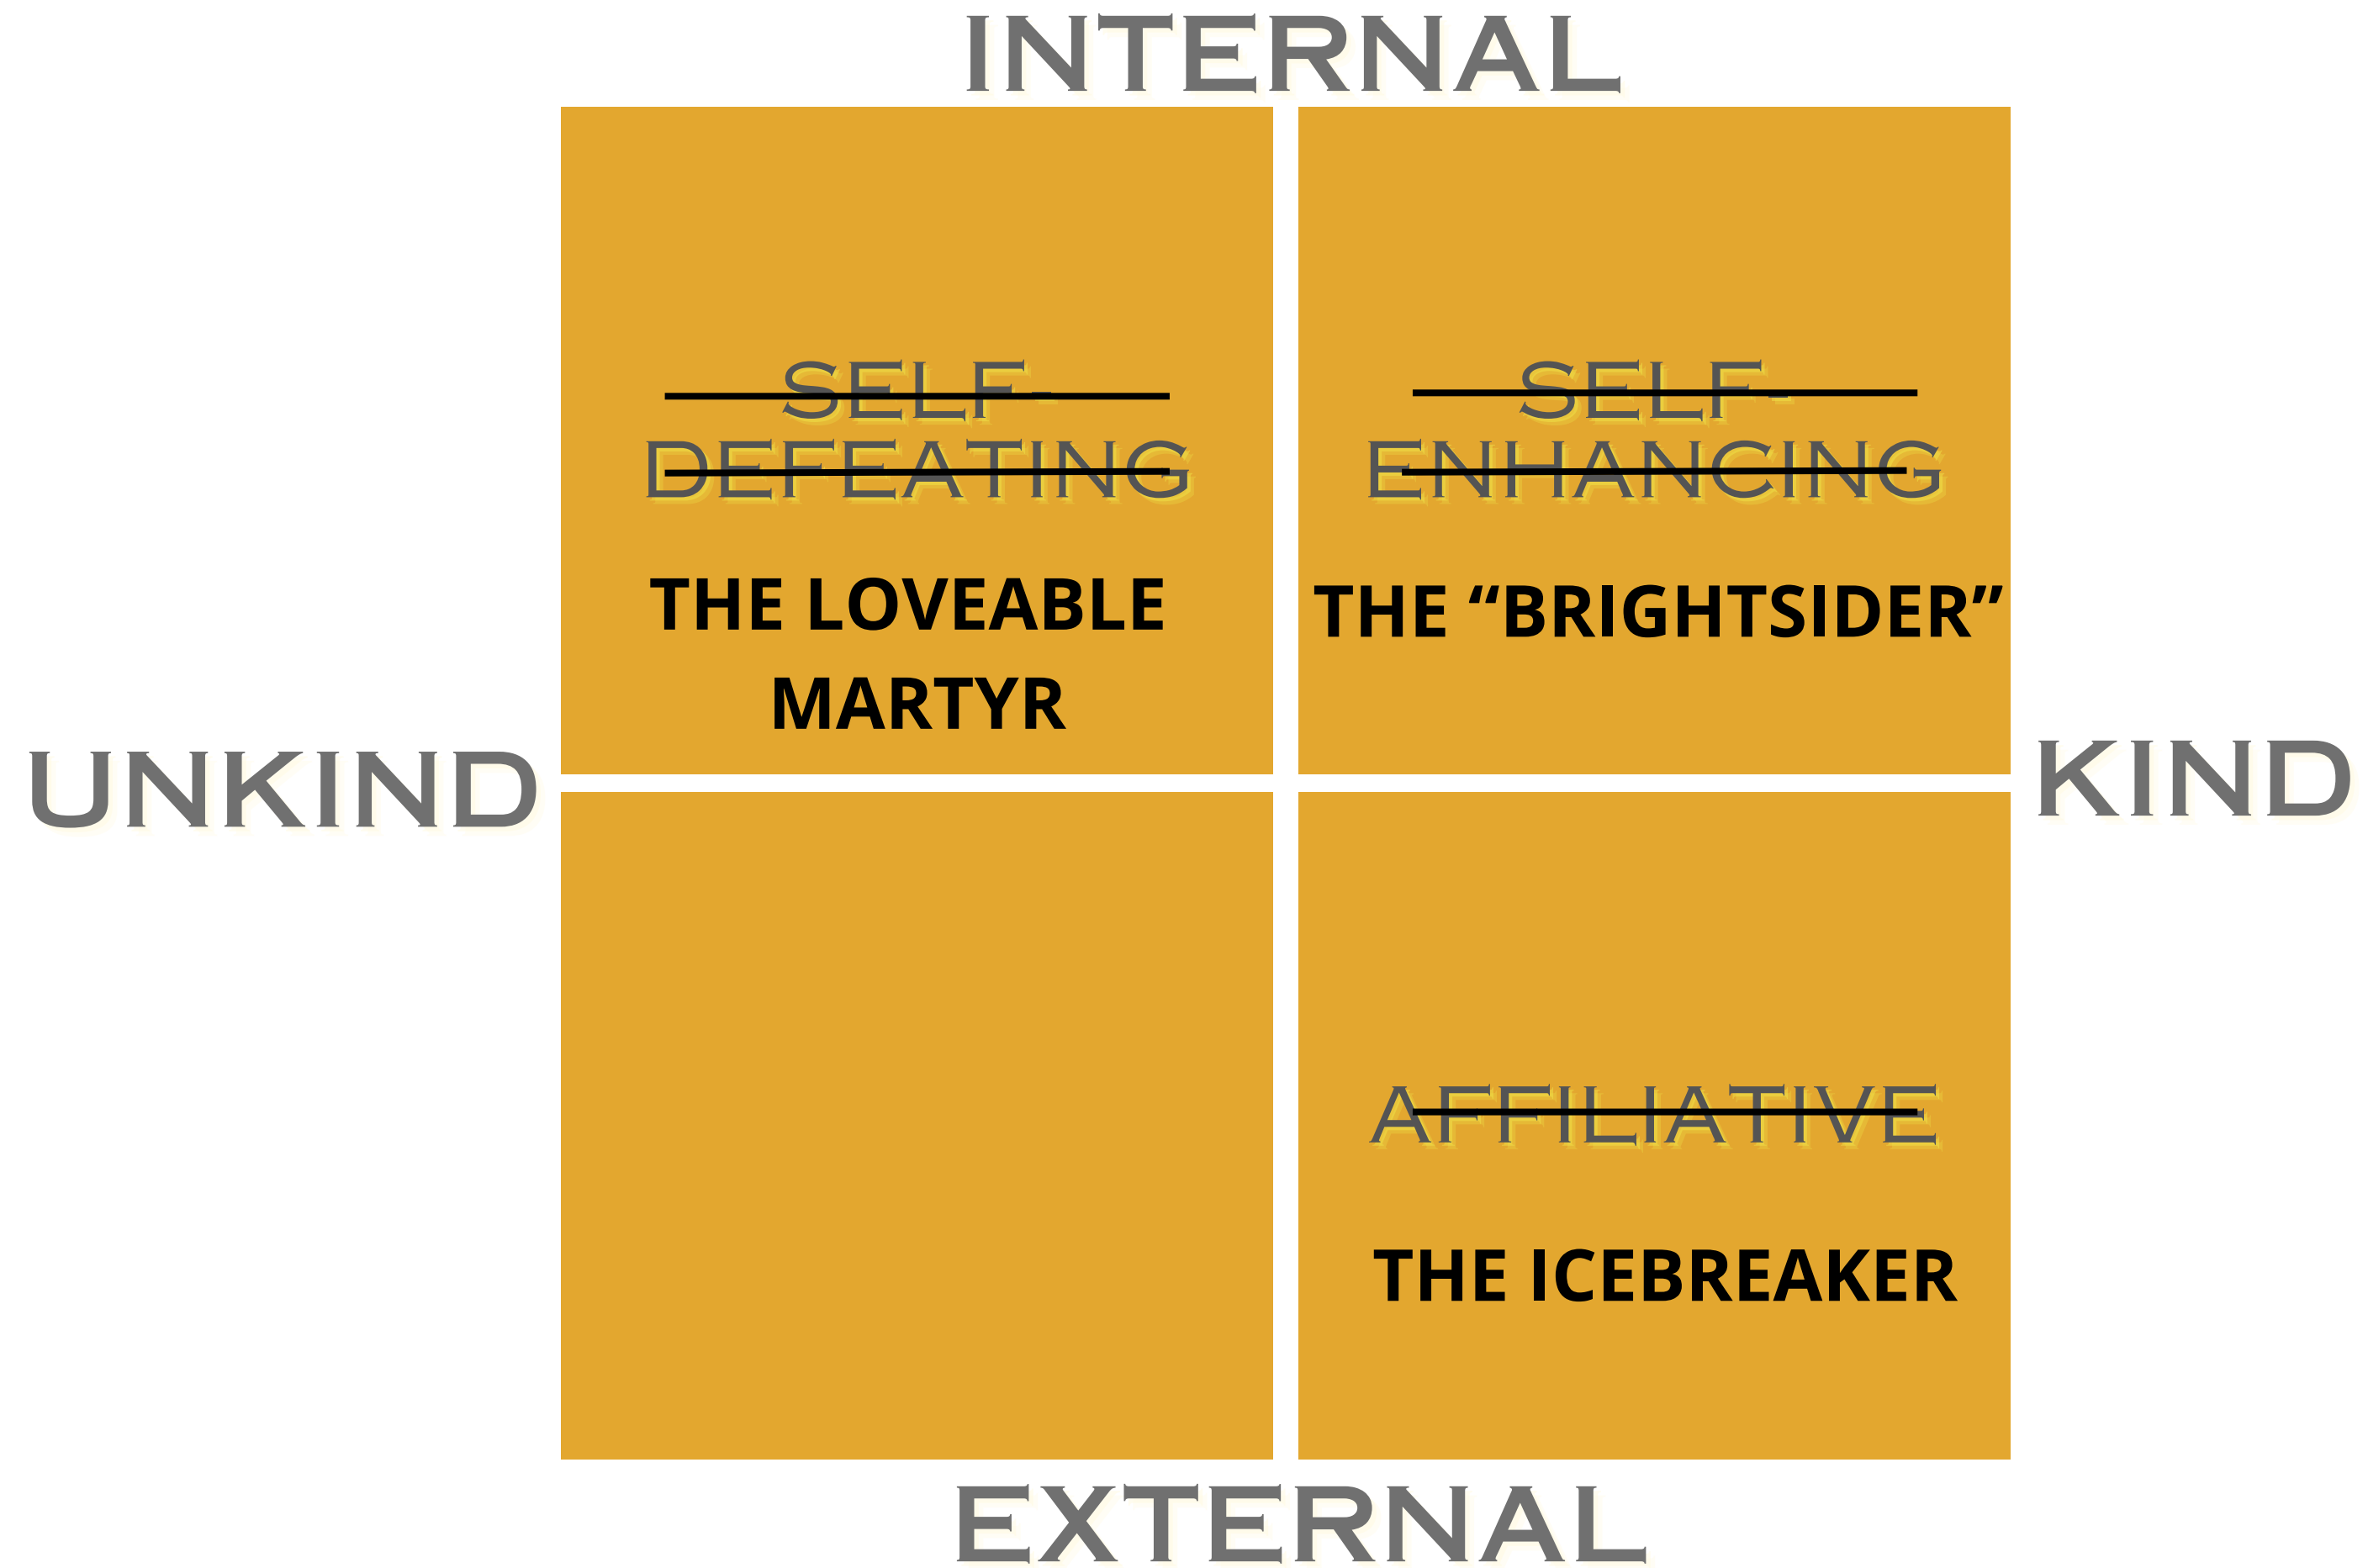 INTERNAL
SELF-
DEFEATING
THE LOVEABLE
MARTYR
SELF-
ENHANCING
THE “BRIGHTSIDER”
UNKIND
KIND
AFFILIATIVE
THE ICEBREAKER
EXTERNAL